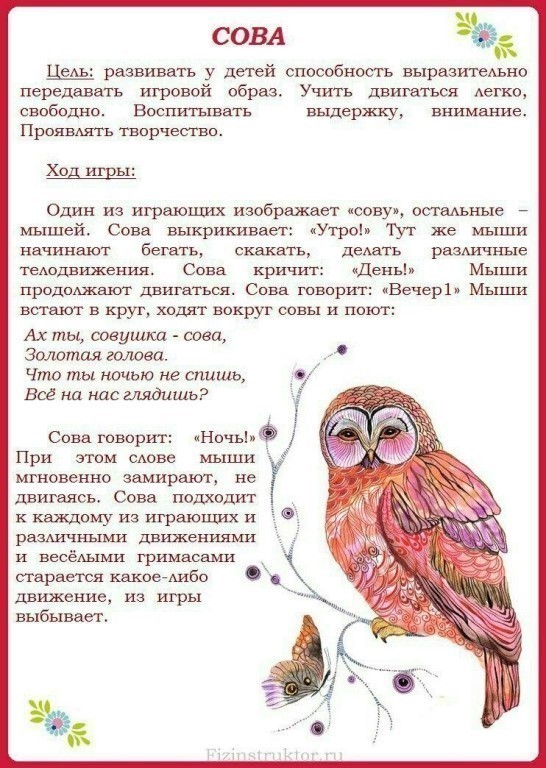 СОВА
Цель: развивать у детей способность выразительно
передавать игровой образ. Учить двигаться легко,
свободно. Воспитывать выдержку, внимание.
Проявлять творчество.
Ход игры:
Один из играющих изображает «сову», остальные –
мышей. Сова выкрикивает: «Утро!» Тут же мыши
начинают бегать, скакать, делать различные
телодвижения. Сова кричит: «День!» Мыши
продолжают двигаться. Сова говорит: «Вечер1» Мыши
встают в круг, ходят вокруг совы и поют:
Ах ты, совушка - сова,
Золотая голова.
Что ты ночью не спишь,
Всё на нас глядишь?
Сова говорит: «Ночь!»
При этом слове мыши
мгновенно замирают, не
двигаясь. Сова подходит
к каждому из играющих и
различными движениями
и весёлыми гримасами
старается какое-либо
движение, из игры
выбывает.
Fizinstruktor.ru